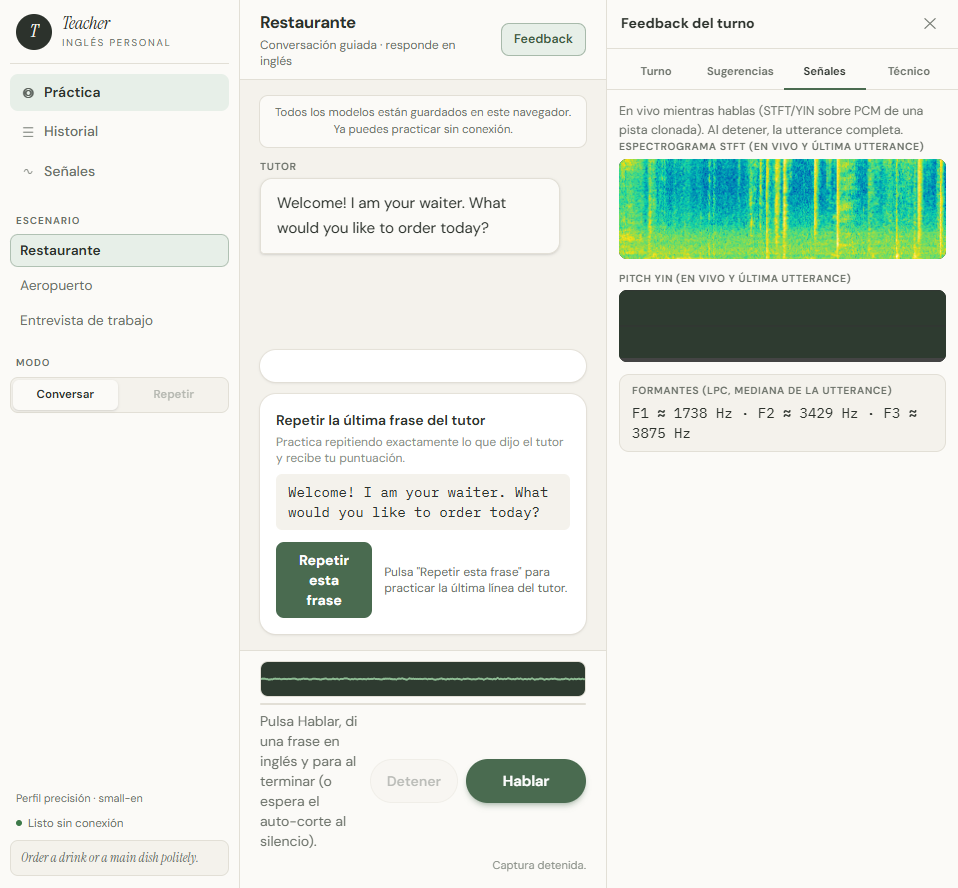 T
Teacher
INGLÉS PERSONAL
Práctica
Historial
Señales
ESCENARIO
Restaurante
Aeropuerto
Entrevista de trabajo
MODO
Conversar
Repetir
Perfil precisión · small-en
Listo sin conexión
Order a drink or a main dish politely.
Restaurante
Conversación guiada · responde en
inglés
Feedback
Todos los modelos están guardados en este navegador.
Ya puedes practicar sin conexión.
TUTOR
Welcome! I am your waiter. What
would you like to order today?
Repetir la última frase del tutor
Practica repitiendo exactamente lo que dijo el tutor
y recibe tu puntuación.
Welcome! I am your waiter. What
would you like to order today?
Repetir
esta
frase
Pulsa "Repetir esta frase" para
practicar la última línea del tutor.
Pulsa Hablar, di
una frase en
inglés y para al
terminar (o
espera el
auto-corte al
silencio).
Detener
Hablar
Captura detenida.
Feedback del turno
Turno
Sugerencias
Señales
Técnico
En vivo mientras hablas (STFT/YIN sobre PCM de una
pista clonada). Al detener, la utterance completa.
ESPECTROGRAMA STFT (EN VIVO Y ÚLTIMA UTTERANCE)
PITCH YIN (EN VIVO Y ÚLTIMA UTTERANCE)
FORMANTES (LPC, MEDIANA DE LA UTTERANCE)
F1 ≈ 1738 Hz · F2 ≈ 3429 Hz · F3 ≈
3875 Hz